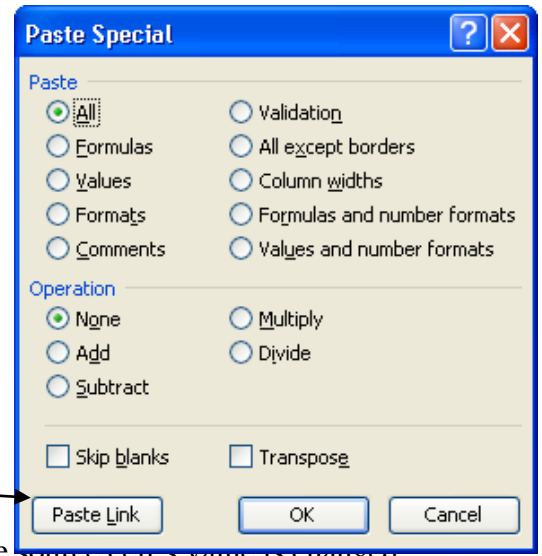 Paste Special
Paste
All Validation
Formulas All except borders
Values Column widths
Formats Formulas and number formats
Comments Values and number formats
Operation
None Multiply
Add Divide
Subtract
Skip blanks Transpose
Paste Link OK Cancel